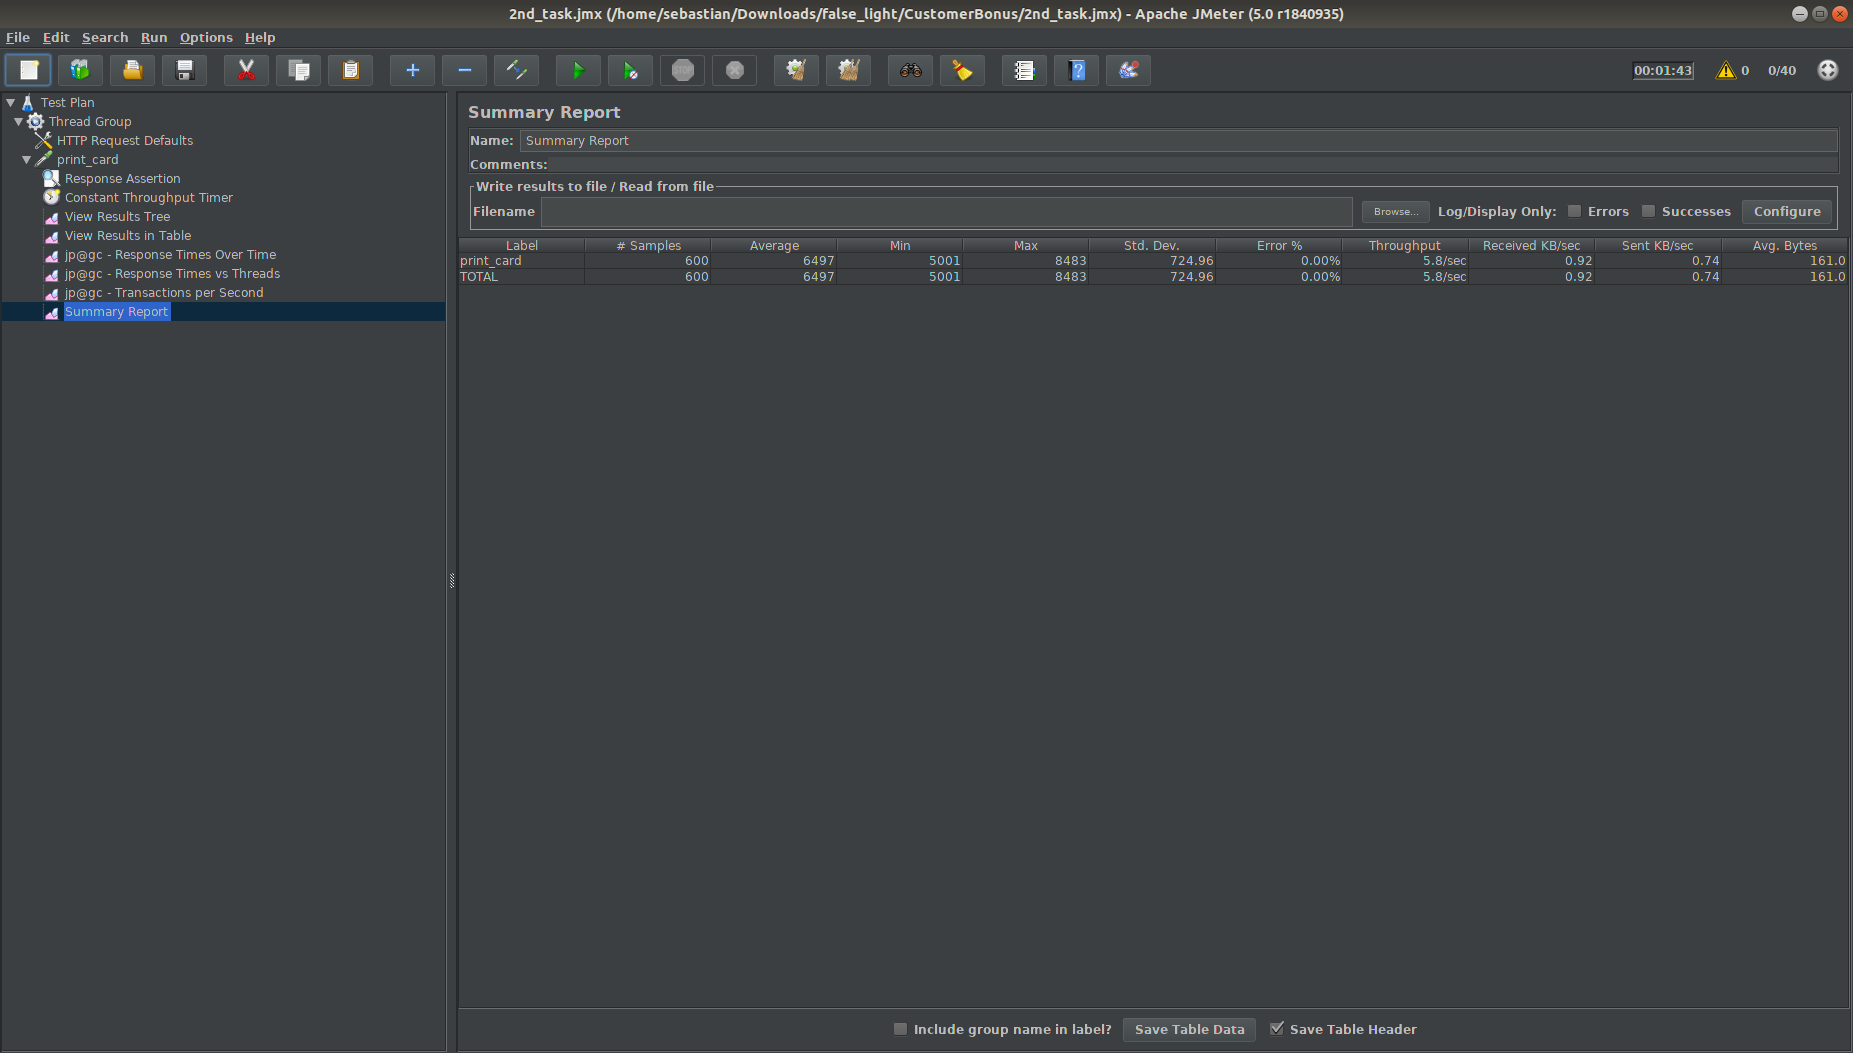 2nd_task.jmx (/home/sebastian/Downloads/false_light/CustomerBonus/2nd_task.jmx) - Apache JMeter (5.0 r1840935)
File Edit Search Run Options Help
STOP
00:01:43 0 0/40
Test Plan
Thread Group
HTTP Request Defaults
print_card
Response Assertion
Constant Throughput Timer
View Results Tree
View Results in Table
jp@gc - Response Times Over Time
jp@gc - Response Times vs Threads
jp@gc - Transactions per Second
Summary Report
Summary Report
Name: Summary Report
Comments:
Write results to file / Read from file
Filename Browse... Log/Display Only: Errors Successes Configure
Label # Samples Average Min Max Std. Dev. Error % Throughput Received KB/sec Sent KB/sec Avg. Bytes
print_card 600 6497 5001 8483 724.96 0.00% 5.8/sec 0.92 0.74 161.0
TOTAL 600 6497 5001 8483 724.96 0.00% 5.8/sec 0.92 0.74 161.0
Include group name in label? Save Table Data Save Table Header